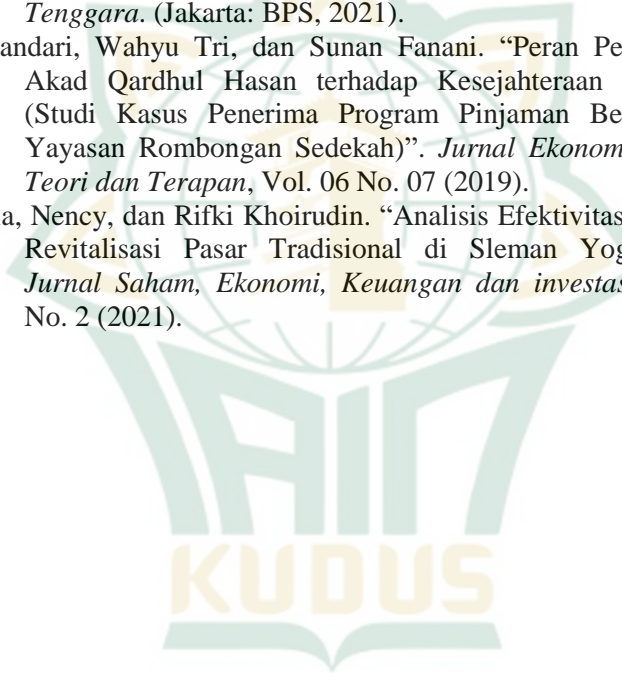 Tenggara. (Jakarta: BPS, 2021).
andari, Wahyu Tri, dan Sunan Fanani. “Peran Pe
Akad Qardhul Hasan terhadap Kesejahteraan
(Studi Kasus Penerima Program Pinjaman Be
Yayasan Rombongan Sedekah)”. Jurnal Ekonom
Teori dan Terapan, Vol. 06 No. 07 (2019).
a, Nency, dan Rifki Khoirudin. “Analisis Efektivitas
Revitalisasi Pasar Tradisional di Sleman Yog
Jurnal Saham, Ekonomi, Keuangan dan investas
No. 2 (2021).
IAIN
KUDUS